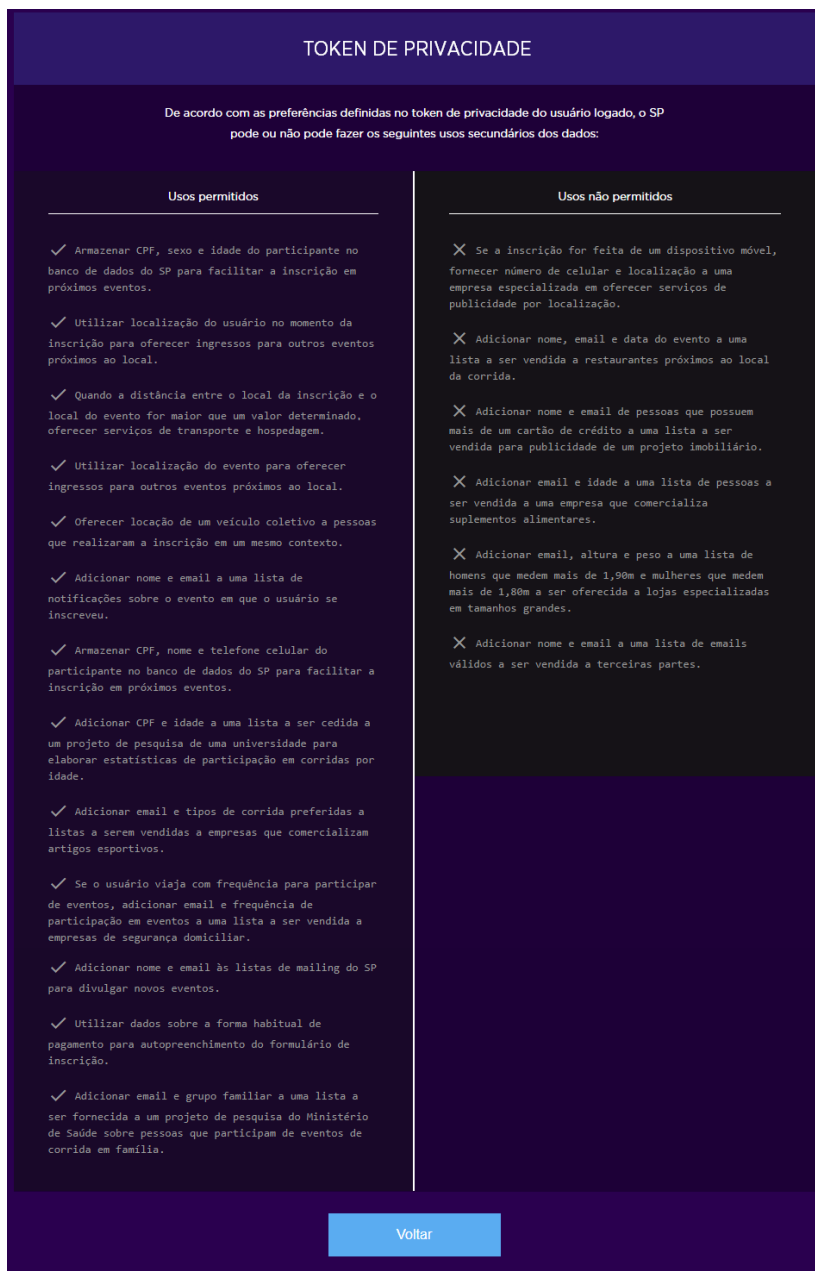 TOKEN DE PRIVACIDADE
De acordo com as preferências definidas no token de privacidade do usuário logado, o SP
pode ou não pode fazer os seguintes usos secundários dos dados:
Usos permitidos
✓ Armazenar CPF, sexo e idade do participante no
banco de dados do SP para facilitar a inscrição em
próximos eventos.
✓ Utilizar localização do usuário no momento da
inscrição para oferecer ingressos para outros eventos
próximos ao local.
✓ Quando a distância entre o local da inscrição e o
local do evento for maior que um valor determinado,
oferecer serviços de transporte e hospedagem.
✓ Utilizar localização do evento para oferecer
ingressos para outros eventos próximos ao local.
✓ Oferecer locação de um veículo coletivo a pessoas
que realizaram a inscrição em um mesmo contexto.
✓ Adicionar nome e email a uma lista de
notificações sobre o evento em que o usuário se
inscreveu.
✓ Armazenar CPF, nome e telefone celular do
participante no banco de dados do SP para facilitar a
inscrição em próximos eventos.
✓ Adicionar CPF e idade a uma lista a ser cedida a
um projeto de pesquisa de uma universidade para
elaborar estatísticas de participação em corridas por
idade.
✓ Adicionar email e tipos de corrida preferidas a
listas a serem vendidas a empresas que comercializam
artigos esportivos.
✓ Se o usuário viaja com frequência para participar
de eventos, adicionar email e frequência de
participação em eventos a uma lista a ser vendida a
empresas de segurança domiciliar.
✓ Adicionar nome e email às listas de mailing do SP
para divulgar novos eventos.
✓ Utilizar dados sobre a forma habitual de
pagamento para autopreenchimento do formulário de
inscrição.
✓ Adicionar email e grupo familiar a uma lista a
ser fornecida a um projeto de pesquisa do Ministério
de Saúde sobre pessoas que participam de eventos de
corrida em família.
Usos não permitidos
✕ Se a inscrição for feita de um dispositivo móvel,
fornecer número de celular e localização a uma
empresa especializada em oferecer serviços de
publicidade por localização.
✕ Adicionar nome, email e data do evento a uma
lista a ser vendida a restaurantes próximos ao local
da corrida.
✕ Adicionar nome e email de pessoas que possuem
mais de um cartão de crédito a uma lista a ser
vendida para publicidade de um projeto imobiliário.
✕ Adicionar email e idade a uma lista de pessoas a
ser vendida a uma empresa que comercializa
suplementos alimentares.
✕ Adicionar email, altura e peso a uma lista de
homens que medem mais de 1,90m e mulheres que medem
mais de 1,80m a ser oferecida a lojas especializadas
em tamanhos grandes.
✕ Adicionar nome e email a uma lista de emails
válidos a ser vendida a terceiras partes.
Voltar